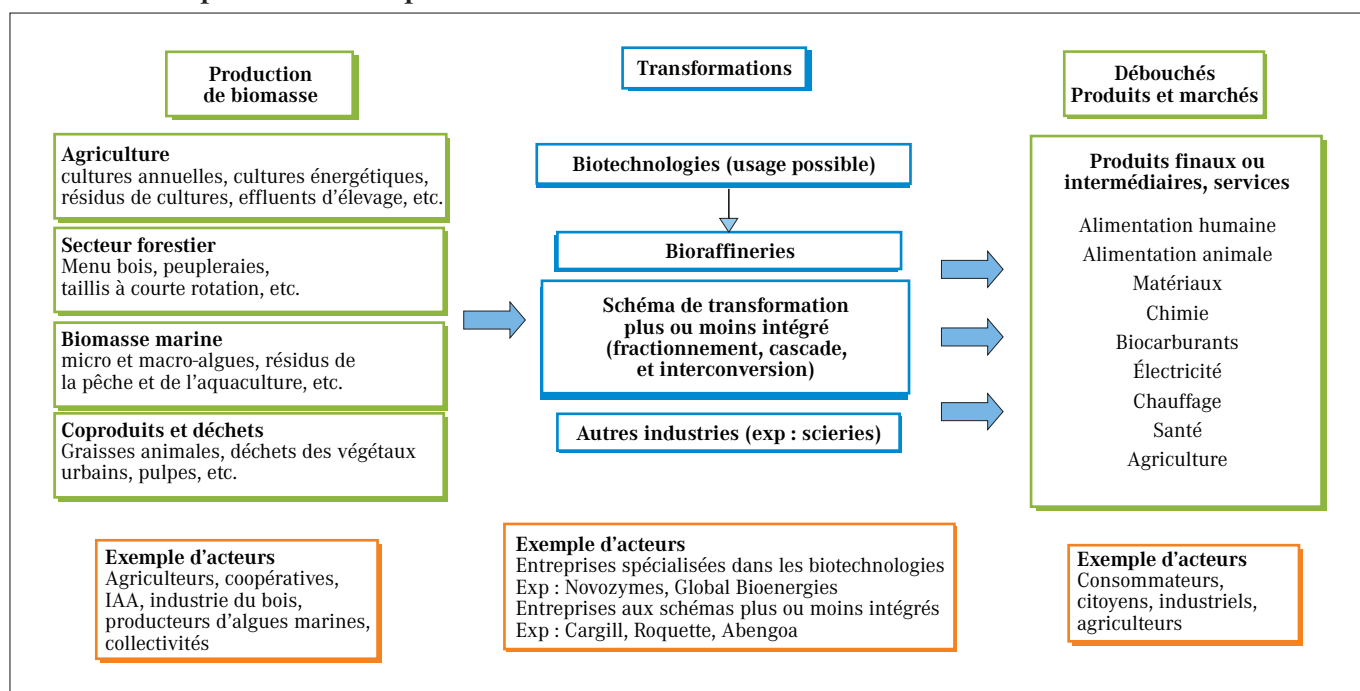 Production
de biomasse
Agriculture
cultures annuelles, cultures énergétiques,
résidus de cultures, effluents d’élevage, etc.
Secteur forestier
Menu bois, peupleraies,
taillis à courte rotation, etc.
Biomasse marine
micro et macro-algues, résidus de
la pêche et de l’aquaculture, etc.
Coproduits et déchets
Graisses animales, déchets des végétaux
urbains, pulpes, etc.
Exemple d’acteurs
Agriculteurs, coopératives,
IAA, industrie du bois,
producteurs d’algues marines,
collectivités
Transformations
Biotechnologies (usage possible)
Bioraffineries
Schéma de transformation
plus ou moins intégré
(fractionnement, cascade,
et interconversion)
Autres industries (exp : scieries)
Exemple d’acteurs
Entreprises spécialisées dans les biotechnologies
Exp : Novozymes, Global Bioenergies
Entreprises aux schémas plus ou moins intégrés
Exp : Cargill, Roquette, Abengoa
Débouchés
Produits et marchés
Produits finaux ou
intermédiaires, services
Alimentation humaine
Alimentation animale
Matériaux
Chimie
Biocarburants
Électricité
Chauffage
Santé
Agriculture
Exemple d’acteurs
Consommateurs,
citoyens, industriels,
agriculteurs